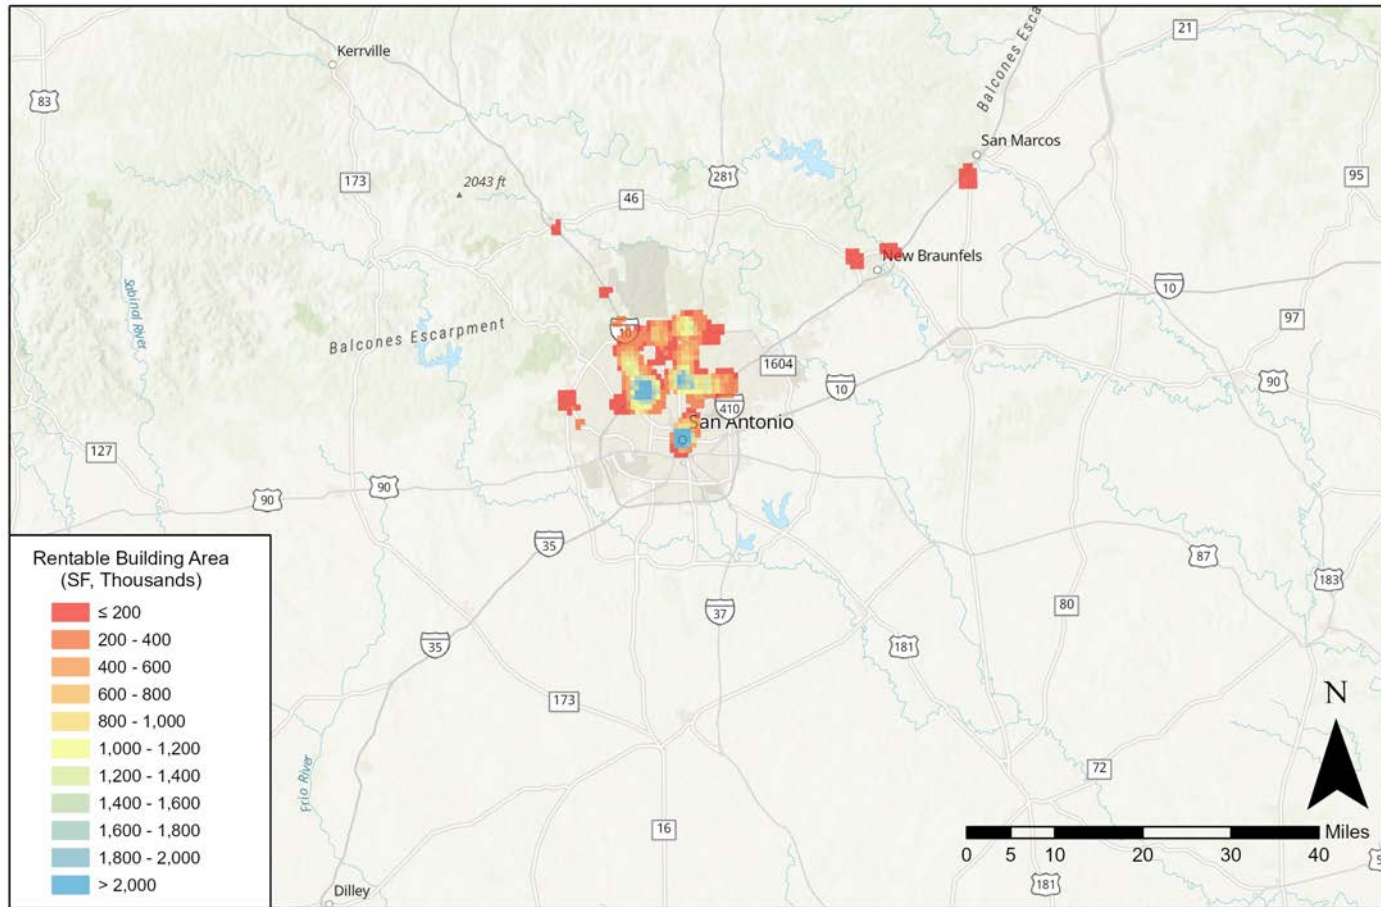 Kerrville
Balcones Esca
21
83
San Marcos
173
2043 ft
281
95
46
New Braunfels
10
Sabinal River
97
Balcones Escarpment
10
1604
90
10
410
San Antonio
127
90
90
35
87
183
Rentable Building Area
(SF, Thousands)
≤ 200
200 - 400
400 - 600
600 - 800
800 - 1,000
1,000 - 1,200
1,200 - 1,400
1,400 - 1,600
1,600 - 1,800
1,800 - 2,000
> 2,000
37
80
35
181
173
N
Frio River
72
16
Miles
0 5 10 20 30 40
181
Dilley